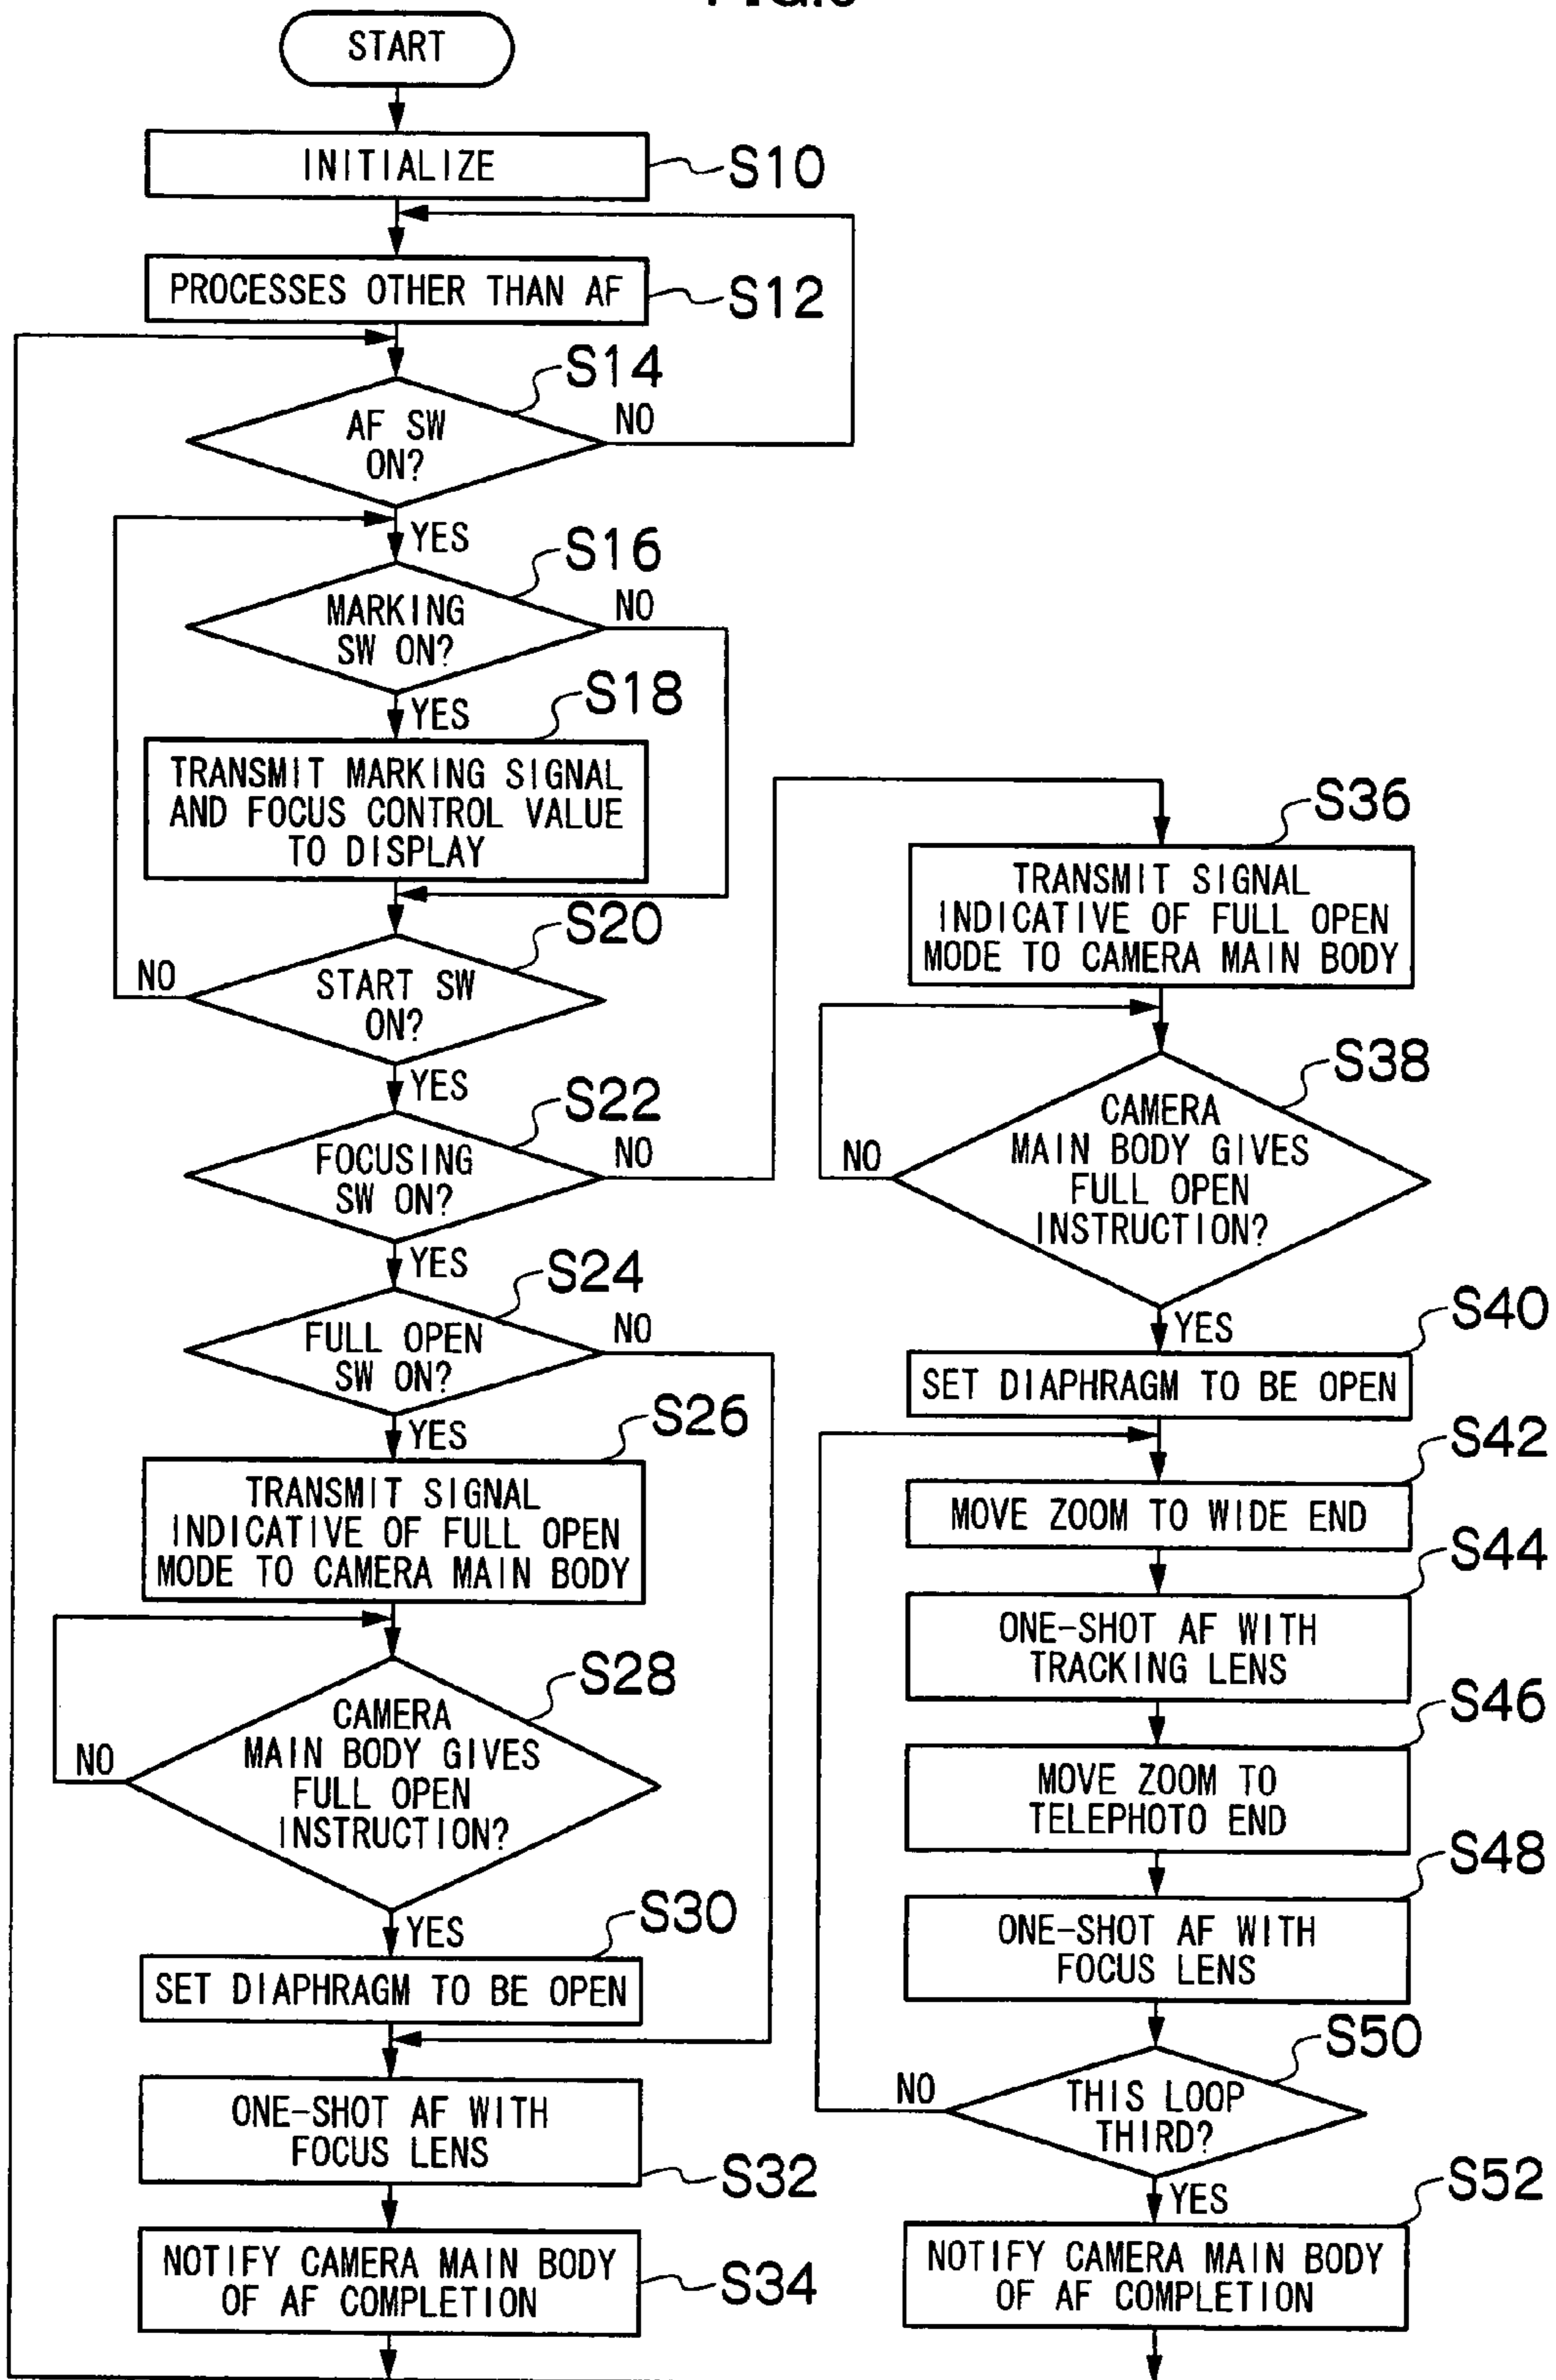 START
INITIALIZE
S10
PROCESSES OTHER THAN AF
S12
S14
AF SW
ON?
NO
YES
S16
MARKING
SW ON?
NO
YES
S18
TRANSMIT MARKING SIGNAL
AND FOCUS CONTROL VALUE
TO DISPLAY
S20
START SW
ON?
NO
YES
S22
FOCUSING
SW ON?
NO
YES
S24
FULL OPEN
SW ON?
NO
YES
S26
TRANSMIT SIGNAL
INDICATIVE OF FULL OPEN
MODE TO CAMERA MAIN BODY
S28
CAMERA
MAIN BODY GIVES
FULL OPEN
INSTRUCTION?
NO
YES
S30
SET DIAPHRAGM TO BE OPEN
ONE-SHOT AF WITH
FOCUS LENS
S32
NOTIFY CAMERA MAIN BODY
OF AF COMPLETION
S34
S36
TRANSMIT SIGNAL
INDICATIVE OF FULL OPEN
MODE TO CAMERA MAIN BODY
S38
CAMERA
MAIN BODY GIVES
FULL OPEN
INSTRUCTION?
NO
YES
S40
SET DIAPHRAGM TO BE OPEN
S42
MOVE ZOOM TO WIDE END
S44
ONE-SHOT AF WITH
TRACKING LENS
S46
MOVE ZOOM TO
TELEPHOTO END
S48
ONE-SHOT AF WITH
FOCUS LENS
S50
THIS LOOP
THIRD?
NO
YES
S52
NOTIFY CAMERA MAIN BODY
OF AF COMPLETION